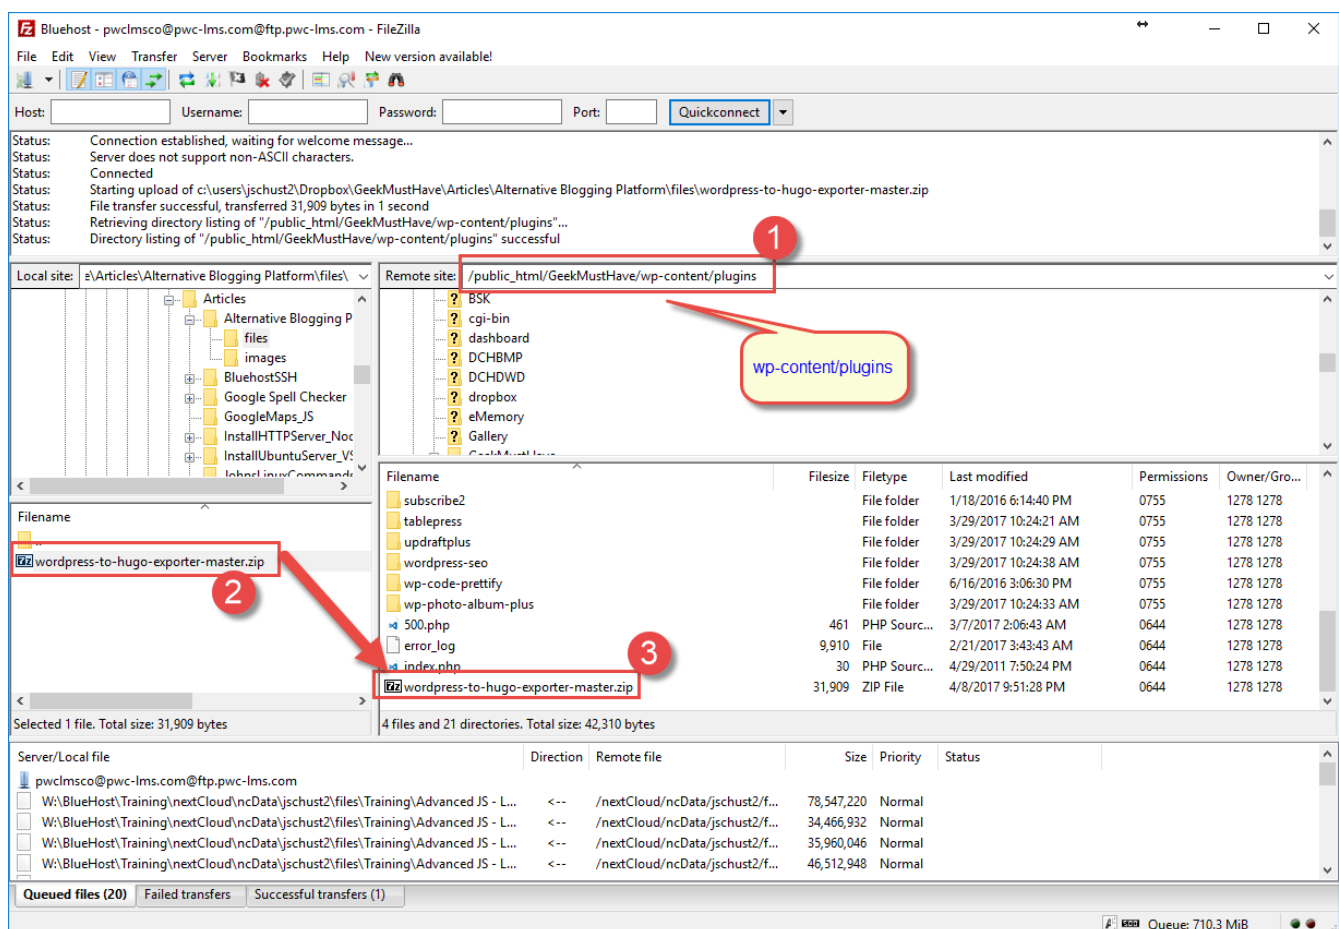 Bluehost - pwclmsco@pwc-lms.com@ftp.pwc-lms.com - FileZilla
File Edit View Transfer Server Bookmarks Help New version available!
Host: Username: Password: Port: Quickconnect
Status: Connection established, waiting for welcome message...
Status: Server does not support non-ASCII characters.
Status: Connected
Status: Starting upload of c:\users\jschust2\Dropbox\GeekMustHave\Articles\Alternative Blogging Platform\files\wordpress-to-hugo-exporter-master.zip
Status: File transfer successful, transferred 31,909 bytes in 1 second
Status: Retrieving directory listing of "/public_html/GeekMustHave/wp-content/plugins"...
Status: Directory listing of "/public_html/GeekMustHave/wp-content/plugins" successful
1
Local site: \Articles\Alternative Blogging Platform\files\
Articles
Alternative Blogging P
files
images
BluehostSSH
Google Spell Checker
GoogleMaps_JS
InstallHTTPServer_Noc
InstallUbuntuServer_VS
JohnsLinuxCommands
Remote site: /public_html/GeekMustHave/wp-content/plugins
BSK
cgi-bin
dashboard
DCHBMP
DCHDWD
dropbox
eMemory
Gallery
GeekMustHave
wp-content/plugins
Filename
..
wordpress-to-hugo-exporter-master.zip
2
Selected 1 file. Total size: 31,909 bytes
Filename Filesize Filetype Last modified Permissions Owner/Gro...
subscribe2 File folder 1/18/2016 6:14:40 PM 0755 1278 1278
tablepress File folder 3/29/2017 10:24:21 AM 0755 1278 1278
updraftplus File folder 3/29/2017 10:24:29 AM 0755 1278 1278
wordpress-seo File folder 3/29/2017 10:24:38 AM 0755 1278 1278
wp-code-prettify File folder 6/16/2016 3:06:30 PM 0755 1278 1278
wp-photo-album-plus File folder 3/29/2017 10:24:33 AM 0755 1278 1278
500.php 461 PHP Sourc... 3/7/2017 2:06:43 AM 0644 1278 1278
error_log 9,910 File 2/21/2017 3:43:43 AM 0644 1278 1278
3
index.php 30 PHP Sourc... 4/29/2011 7:50:24 PM 0644 1278 1278
wordpress-to-hugo-exporter-master.zip 31,909 ZIP File 4/8/2017 9:51:28 PM 0644 1278 1278
4 files and 21 directories. Total size: 42,310 bytes
Server/Local file Direction Remote file Size Priority Status
pwclmsco@pwc-lms.com@ftp.pwc-lms.com
W:\BlueHost\Training\nextCloud\ncData\jschust2\files\Training\Advanced JS - L... <-- /nextCloud/ncData/jschust2/f... 78,547,220 Normal
W:\BlueHost\Training\nextCloud\ncData\jschust2\files\Training\Advanced JS - L... <-- /nextCloud/ncData/jschust2/f... 34,466,932 Normal
W:\BlueHost\Training\nextCloud\ncData\jschust2\files\Training\Advanced JS - L... <-- /nextCloud/ncData/jschust2/f... 35,960,046 Normal
W:\BlueHost\Training\nextCloud\ncData\jschust2\files\Training\Advanced JS - L... <-- /nextCloud/ncData/jschust2/f... 46,512,948 Normal
Queued files (20) Failed transfers Successful transfers (1)
Queue: 710.3 MiB